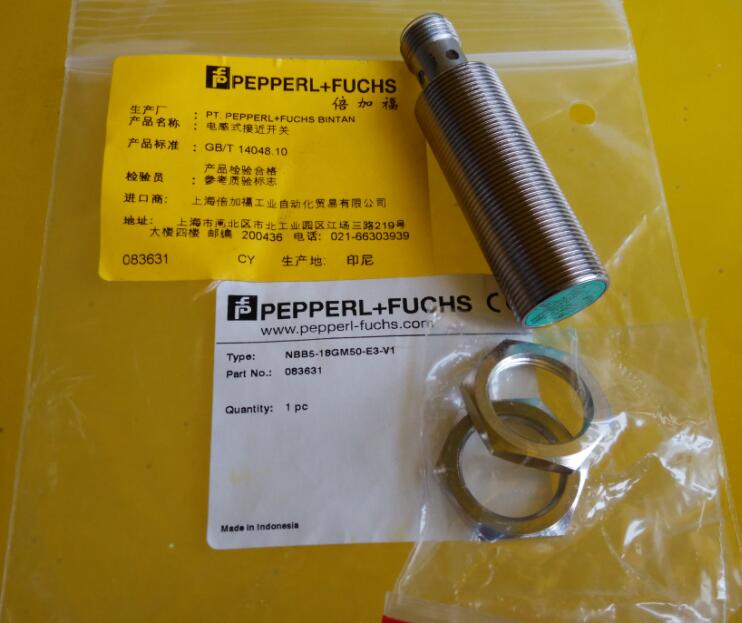 PEPPERL+FUCHS
倍加福
生产厂 : PT. PEPPERL+FUCHS BINTAN
产品名称: 电感式接近开关
产品标准: GB/T 14048.10
产品检验合格
检验员 : 参考质验标志
进口商: 上海倍加福工业自动化贸易有限公司
地址: 上海市闸北区市北工业园区江场三路219号
大楼四楼 邮编 200436 电话: 021-66303939
083631 CY 生产地: 印尼
PEPPERL+FUCHS C
www.pepperl-fuchs.com
Type: NBB5-18GM50-E3-V1
Part No.: 083631
Quantity: 1 pc
Made in Indonesia